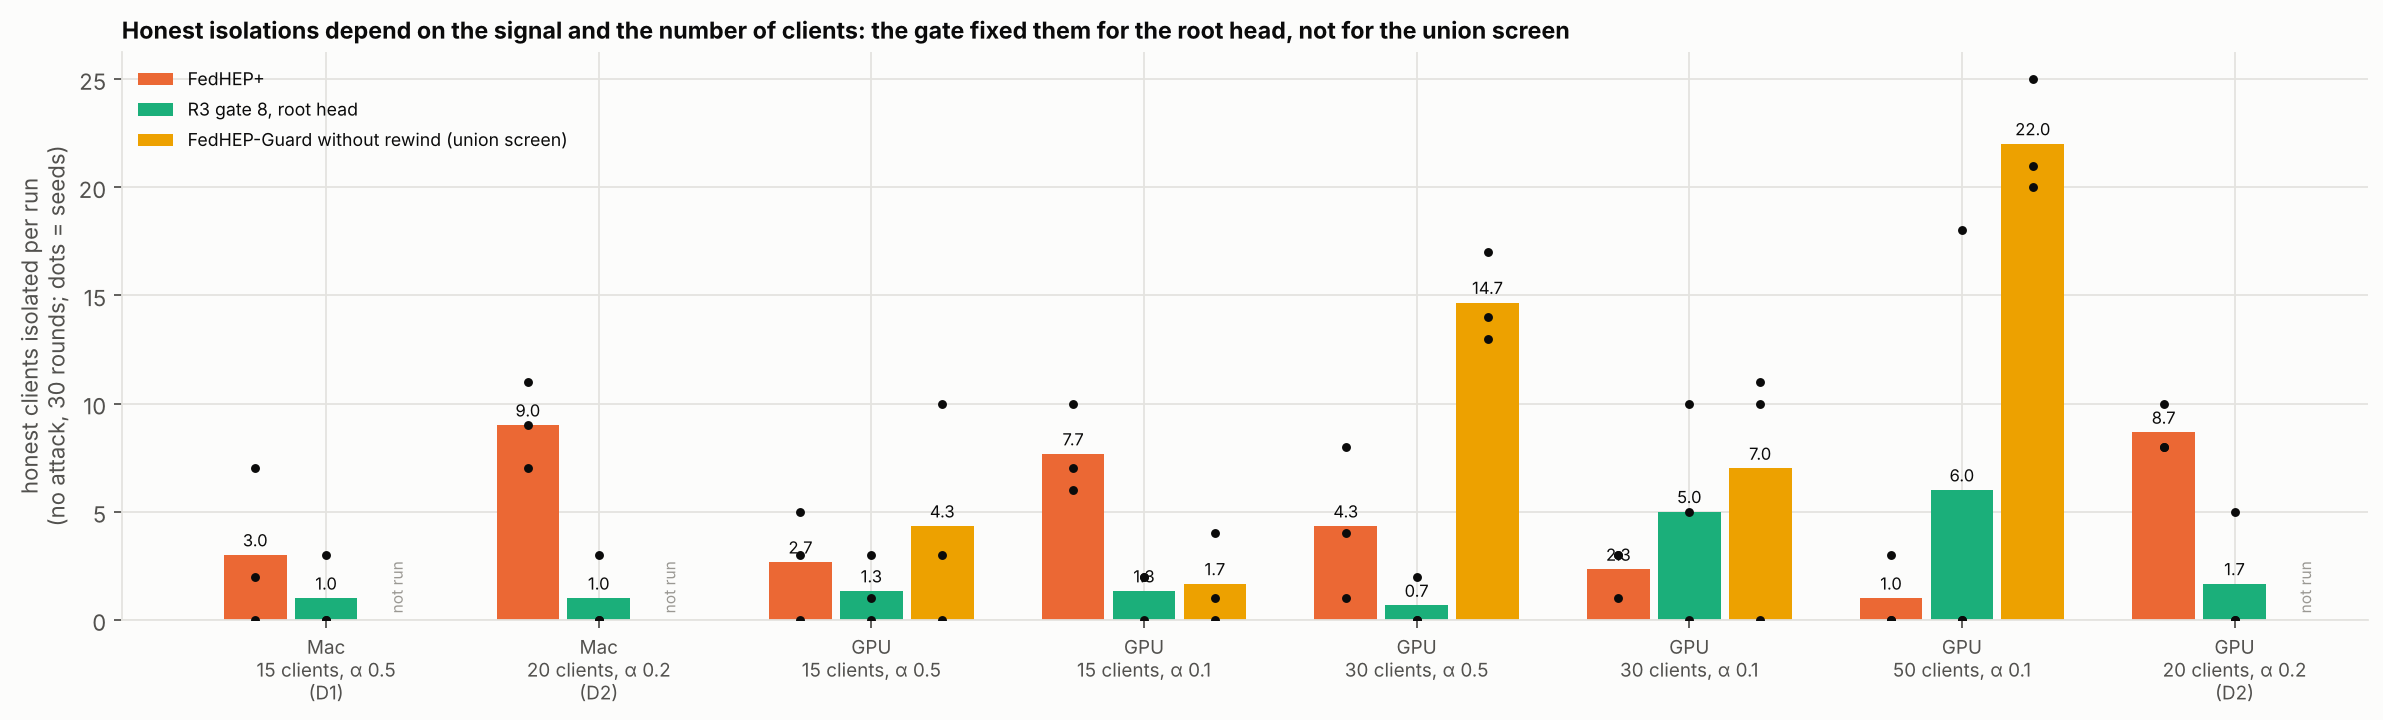 Honest isolations depend on the signal and the number of clients: the gate fixed them for the root head, not for the union screen
FedHEP+
R3 gate 8, root head
FedHEP-Guard without rewind (union screen)
honest clients isolated per run
(no attack, 30 rounds; dots = seeds)
25
20
15
10
5
0
3.0
1.0
not run
9.0
1.0
not run
2.7
1.3
4.3
7.7
1.3
1.7
4.3
0.7
14.7
2.3
5.0
7.0
1.0
6.0
22.0
8.7
1.7
not run
Mac
15 clients, α 0.5
(D1)
Mac
20 clients, α 0.2
(D2)
GPU
15 clients, α 0.5
GPU
15 clients, α 0.1
GPU
30 clients, α 0.5
GPU
30 clients, α 0.1
GPU
50 clients, α 0.1
GPU
20 clients, α 0.2
(D2)